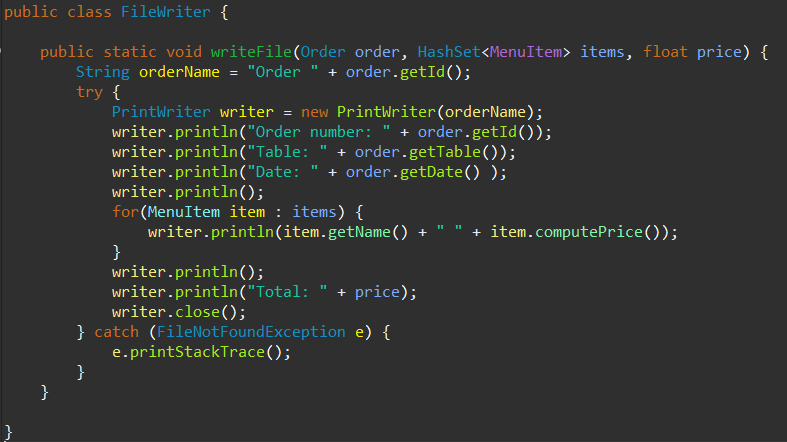 public class FileWriter {
public static void writeFile(Order order, HashSet<MenuItem> items, float price) {
String orderName = "Order " + order.getId();
try {
PrintWriter writer = new PrintWriter(orderName);
writer.println("Order number: " + order.getId());
writer.println("Table: " + order.getTable());
writer.println("Date: " + order.getDate() );
writer.println();
for(MenuItem item : items) {
writer.println(item.getName() + " " + item.computePrice());
}
writer.println();
writer.println("Total: " + price);
writer.close();
} catch (FileNotFoundException e) {
e.printStackTrace();
}
}
}